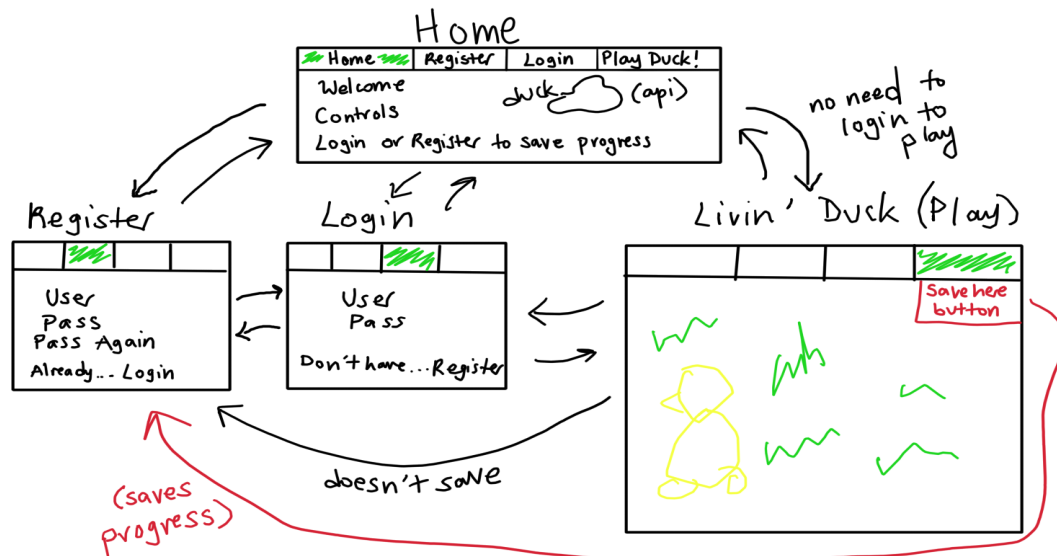 Home
Home Register Login Play Duck!
Welcome
duck (api)
Controls
Login or Register to save progress
no need to
login to
play
Register
User
Pass
Pass Again
Already... Login
Login
User
Pass
Don't have... Register
Livin' Duck (Play)
Save here
button
doesn't save
(saves
progress)